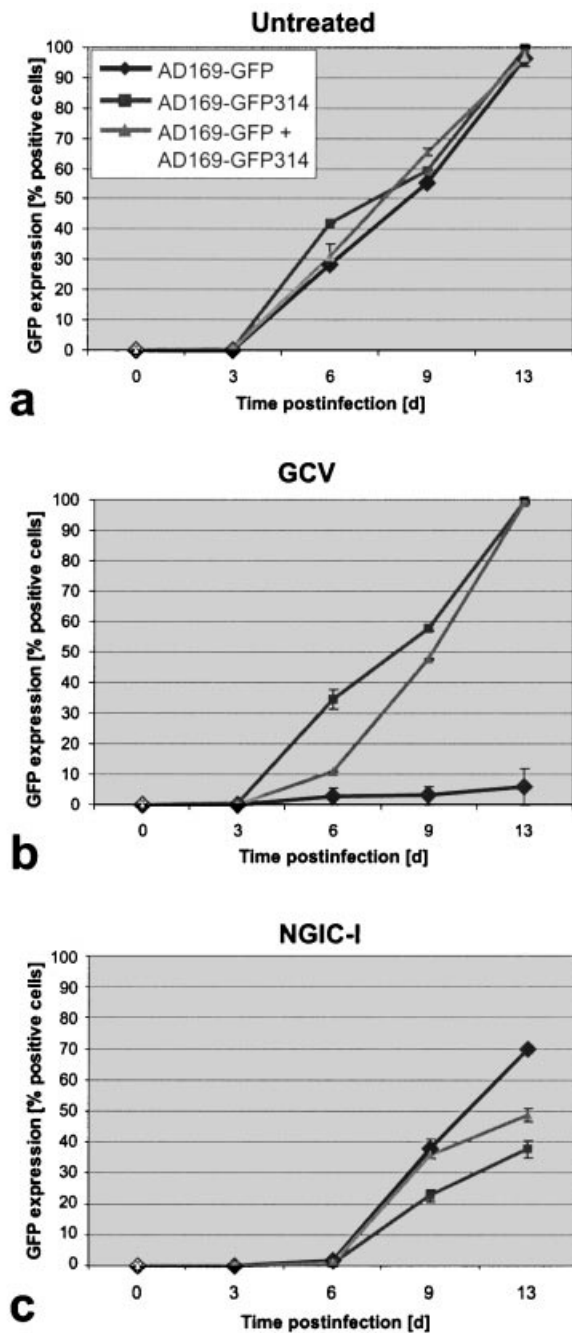 Untreated
GFP expression [% positive cells]
100
90
80
70
60
50
40
30
20
10
0
AD169-GFP
AD169-GFP314
AD169-GFP +
AD169-GFP314
0 3 6 9 13
Time postinfection [d]
a
GCV
GFP expression [% positive cells]
100
90
80
70
60
50
40
30
20
10
0
0 3 6 9 13
Time postinfection [d]
b
NGIC-I
GFP expression [% positive cells]
100
90
80
70
60
50
40
30
20
10
0
0 3 6 9 13
Time postinfection [d]
c